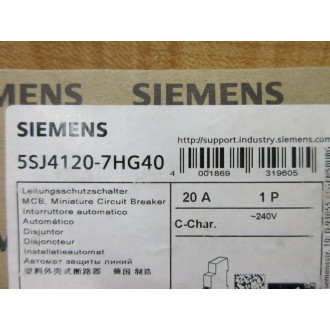 MENS
SIEMENS
SIEMENS
5SJ4120-7HG40
http://support.industry.siemens.com
4 001869 319605
Leitungsschutzschalter
MCB, Miniature Circuit Breaker
Interruttore automatico
Automático
Disjuntor
Disjoncteur
Installatieautomat
Автомат защиты линий
塑料外壳式断路器 德国 制造
20 A
1 P
~240V
C-Char.